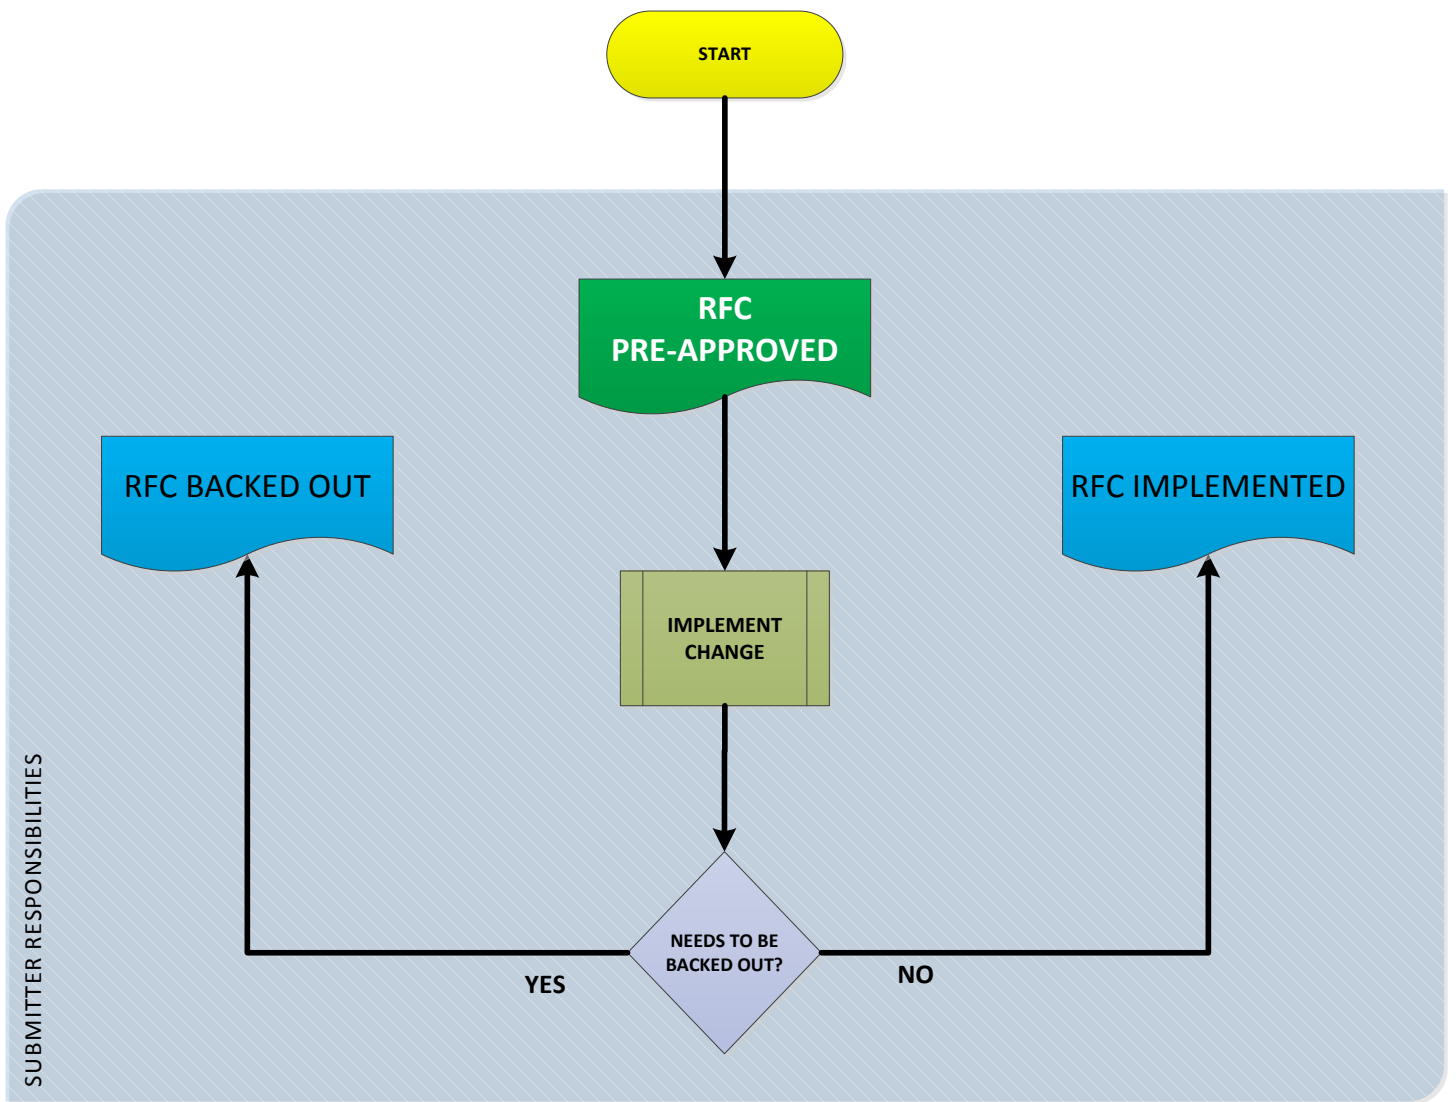 START
RFC
PRE-APPROVED
RFC BACKED OUT
RFC IMPLEMENTED
IMPLEMENT
CHANGE
NEEDS TO BE
BACKED OUT?
YES
NO
SUBMITTER RESPONSIBILITIES